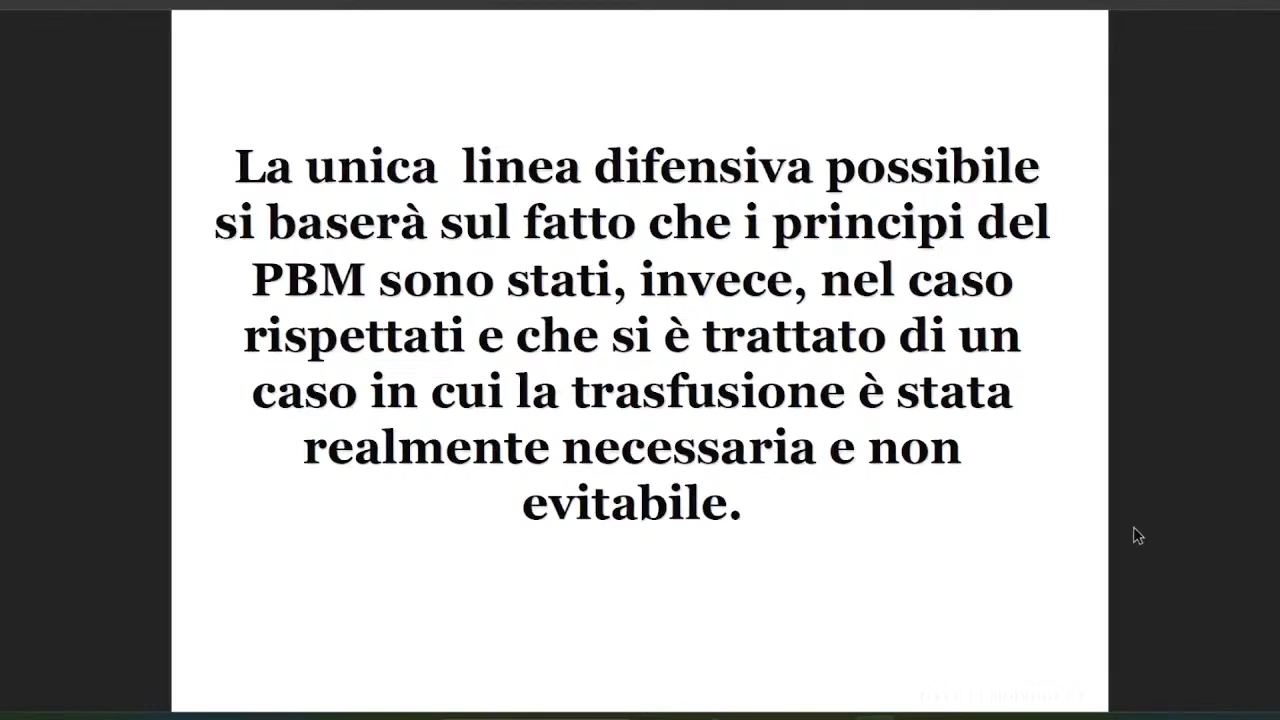 La unica  linea difensiva possibile
si baserà sul fatto che i principi del
PBM sono stati, invece, nel caso
rispettati e che si è trattato di un
caso in cui la trasfusione è stata
realmente necessaria e non
evitabile.